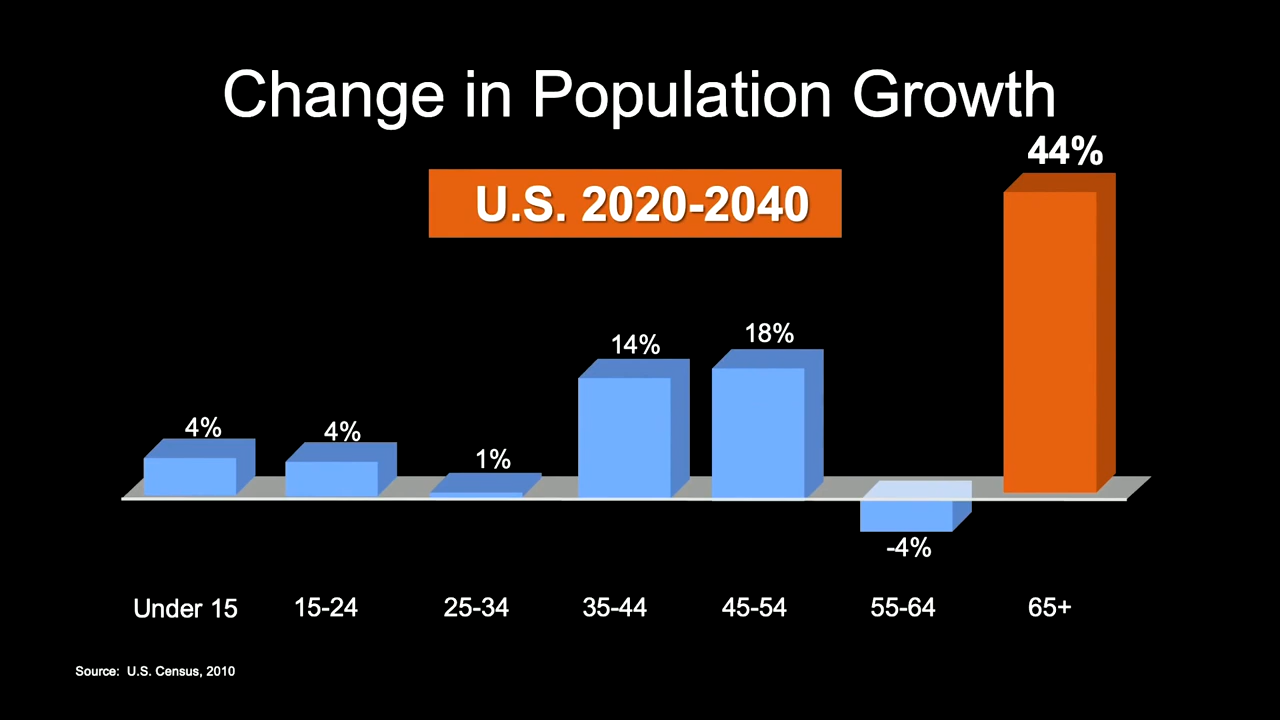 Change in Population Growth
44%
U.S. 2020-2040
18%
14%
4%
4%
1%
-4%
Under 15 15-24 25-34 35-44 45-54 55-64 65+
Source: U.S. Census, 2010